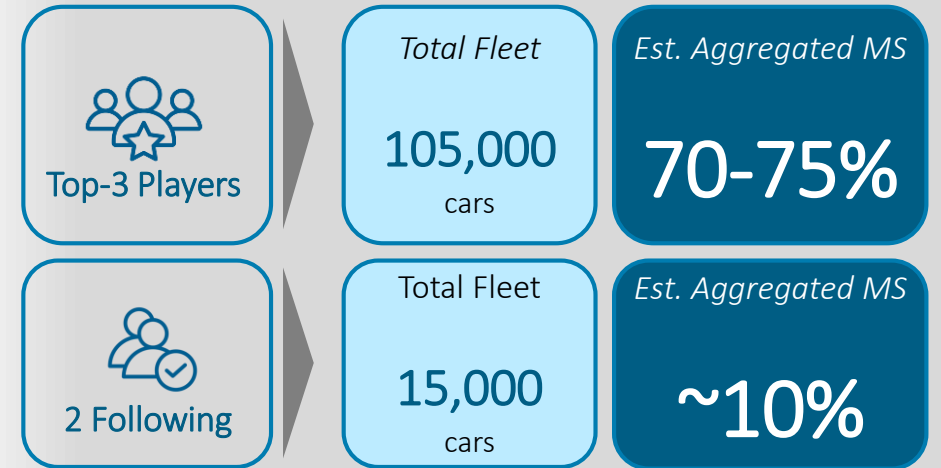 Top-3 Players
Total Fleet
105,000
cars
Est. Aggregated MS
70-75%
2 Following
Total Fleet
15,000
cars
Est. Aggregated MS
~10%